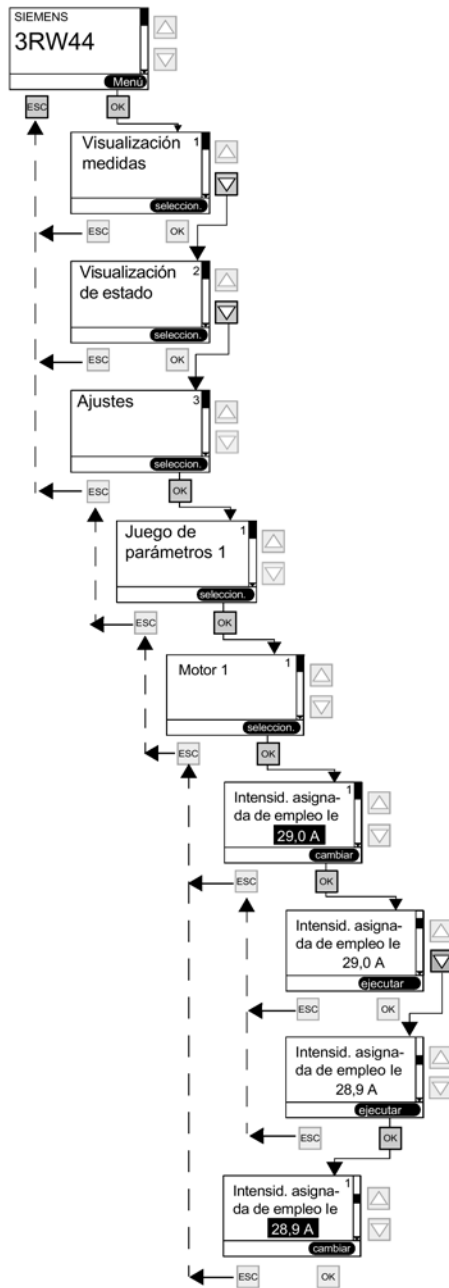 SIEMENS
3RW44
Menú
ESC
OK
Visualización
medidas
1
seleccion.
ESC
OK
Visualización
de estado
2
seleccion.
ESC
OK
Ajustes
3
seleccion.
ESC
OK
Juego de
parámetros 1
1
seleccion.
ESC
OK
Motor 1
1
seleccion.
ESC
OK
Intensid. asigna-
da de empleo Ie
29,0 A
1
cambiar
ESC
OK
Intensid. asigna-
da de empleo Ie
29,0 A
ejecutar
ESC
OK
Intensid. asigna-
da de empleo Ie
28,9 A
ejecutar
ESC
OK
Intensid. asigna-
da de empleo Ie
28,9 A
1
cambiar
ESC
OK